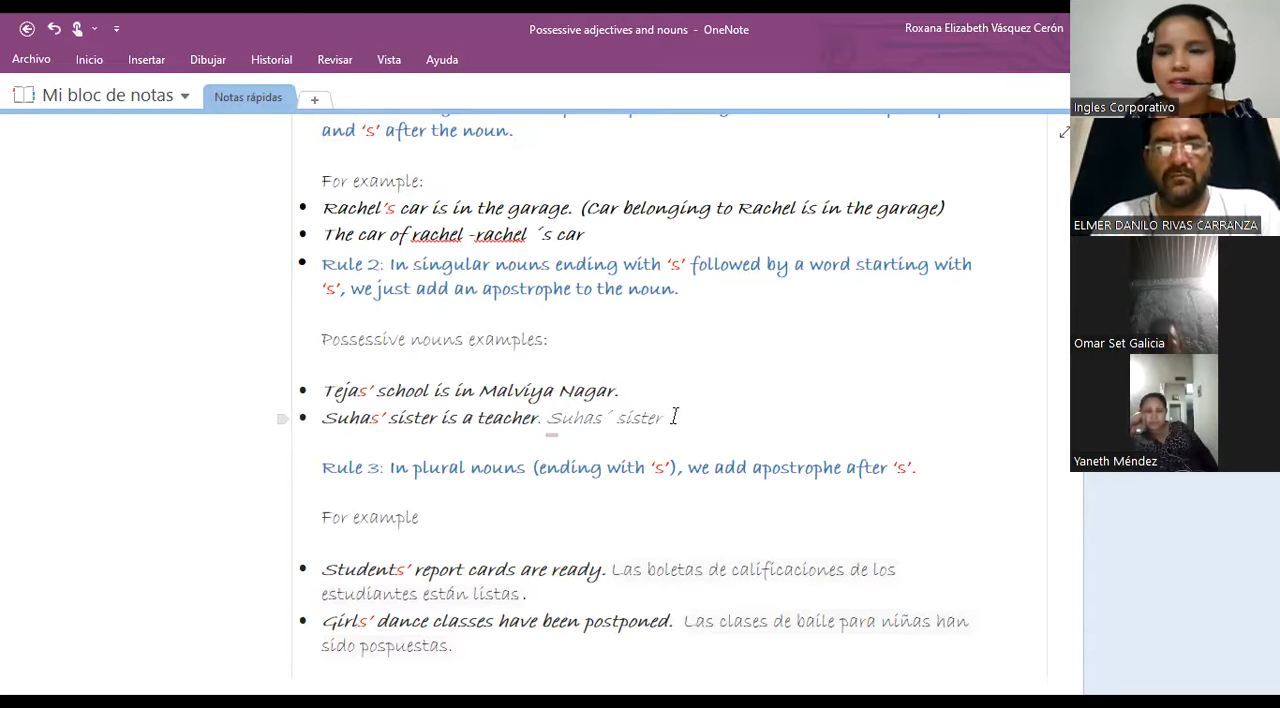 Possessive adjectives and nouns - OneNote
Roxana Elizabeth Vásquez Cerón
Archivo Inicio Insertar Dibujar Historial Revisar Vista Ayuda
Mi bloc de notas Notas rápidas
and 's' after the noun.
For example:
Rachel's car is in the garage. (Car belonging to Rachel is in the garage)
The car of rachel -rachel ´s car
Rule 2: In singular nouns ending with 's' followed by a word starting with
's', we just add an apostrophe to the noun.
Possessive nouns examples:
Tejas' school is in Malviya Nagar.
Suhas' sister is a teacher. Suhas´ sister
Rule 3: In plural nouns (ending with 's'), we add apostrophe after 's'.
For example
Students' report cards are ready. Las boletas de calificaciones de los
estudiantes están listas.
Girls' dance classes have been postponed. Las clases de baile para niñas han
sido pospuestas.
Ingles Corporativo
ELMER DANILO RIVAS CARRANZA
Omar Set Galicia
Yaneth Méndez